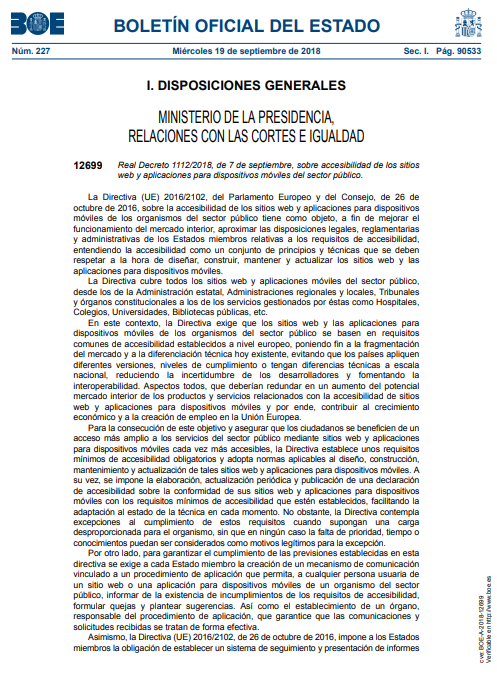 BOE
BOLETÍN OFICIAL DEL ESTADO
Núm. 227 Miércoles 19 de septiembre de 2018 Sec. I. Pág. 90533
I. DISPOSICIONES GENERALES
MINISTERIO DE LA PRESIDENCIA,
RELACIONES CON LAS CORTES E IGUALDAD
12699 Real Decreto 1112/2018, de 7 de septiembre, sobre accesibilidad de los sitios
web y aplicaciones para dispositivos móviles del sector público.
La Directiva (UE) 2016/2102, del Parlamento Europeo y del Consejo, de 26 de
octubre de 2016, sobre la accesibilidad de los sitios web y aplicaciones para dispositivos
móviles de los organismos del sector público tiene como objeto, a fin de mejorar el
funcionamiento del mercado interior, aproximar las disposiciones legales, reglamentarias
y administrativas de los Estados miembros relativas a los requisitos de accesibilidad,
entendiendo la accesibilidad como un conjunto de principios y técnicas que se deben
respetar a la hora de diseñar, construir, mantener y actualizar los sitios web y las
aplicaciones para dispositivos móviles.
La Directiva cubre todos los sitios web y aplicaciones móviles del sector público,
desde los de la Administración estatal, Administraciones regionales y locales, Tribunales
y órganos constitucionales a los de los servicios gestionados por éstas como Hospitales,
Colegios, Universidades, Bibliotecas públicas, etc.
En este contexto, la Directiva exige que los sitios web y las aplicaciones para
dispositivos móviles de los organismos del sector público se basen en requisitos
comunes de accesibilidad establecidos a nivel europeo, poniendo fin a la fragmentación
del mercado y a la diferenciación técnica hoy existente, evitando que los países apliquen
diferentes versiones, niveles de cumplimiento o tengan diferencias técnicas a escala
nacional, reduciendo la incertidumbre de los desarrolladores y fomentando la
interoperabilidad. Aspectos todos, que deberían redundar en un aumento del potencial
mercado interior de los productos y servicios relacionados con la accesibilidad de sitios
web y aplicaciones para dispositivos móviles y por ende, contribuir al crecimiento
económico y a la creación de empleo en la Unión Europea.
Para la consecución de este objetivo y asegurar que los ciudadanos se beneficien de un
acceso más amplio a los servicios del sector público mediante sitios web y aplicaciones
para dispositivos móviles cada vez más accesibles, la Directiva establece unos requisitos
mínimos de accesibilidad obligatorios y adopta normas aplicables al diseño, construcción,
mantenimiento y actualización de tales sitios web y aplicaciones para dispositivos móviles. A
su vez, se impone la elaboración, actualización periódica y publicación de una declaración
de accesibilidad sobre la conformidad de sus sitios web y aplicaciones para dispositivos
móviles con los requisitos mínimos de accesibilidad que estén establecidos, facilitando la
adaptación al estado de la técnica en cada momento. No obstante, la Directiva contempla
excepciones al cumplimiento de estos requisitos cuando supongan una carga
desproporcionada para el organismo, sin que en ningún caso la falta de prioridad, tiempo o
conocimientos puedan ser considerados como motivos legítimos para la excepción.
Por otro lado, para garantizar el cumplimiento de las previsiones establecidas en esta
directiva se exige a cada Estado miembro la creación de un mecanismo de comunicación
vinculado a un procedimiento de aplicación que permita, a cualquier persona usuaria de
un sitio web o una aplicación para dispositivos móviles de un organismo del sector
público, informar de la existencia de incumplimientos de los requisitos de accesibilidad,
formular quejas y plantear sugerencias. Así como el establecimiento de un órgano,
responsable del procedimiento de aplicación, que garantice que las comunicaciones y
solicitudes recibidas se tratan de forma efectiva.
Asimismo, la Directiva (UE) 2016/2102, de 26 de octubre de 2016, impone a los Estados
miembros la obligación de establecer un sistema de seguimiento y presentación de informes
cve: BOE-A-2018-12699
Verificable en http://www.boe.es